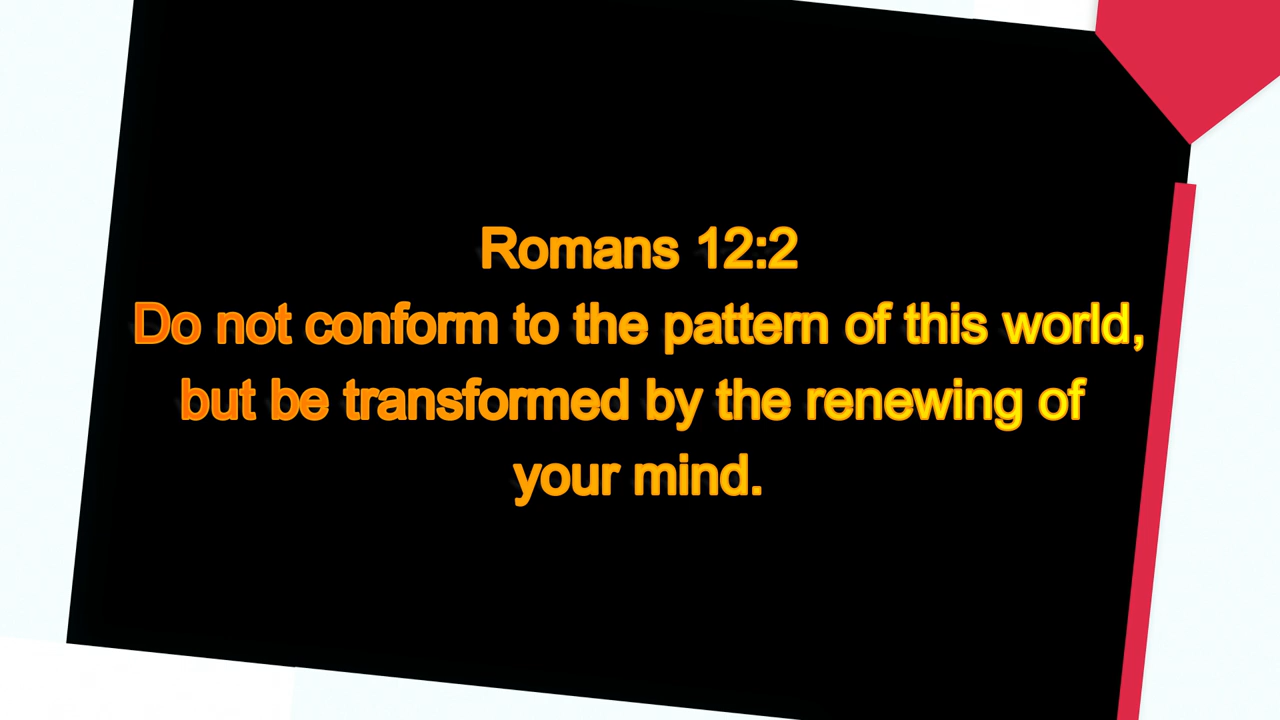 Romans 12:2
Do not conform to the pattern of this world,
but be transformed by the renewing of
your mind.